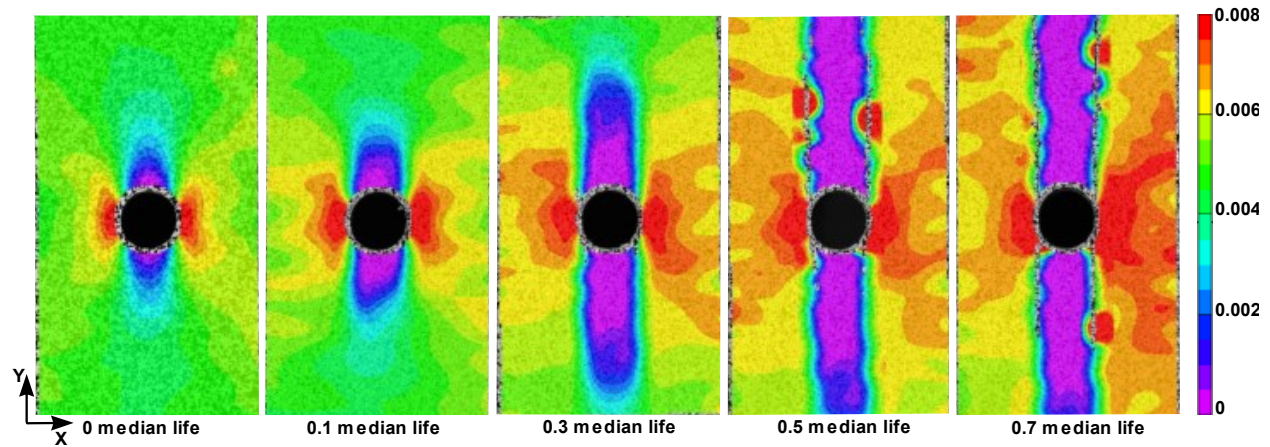 0.008
0.006
0.004
0.002
0
Y
X
0 median life
0.1 median life
0.3 median life
0.5 median life
0.7 median life